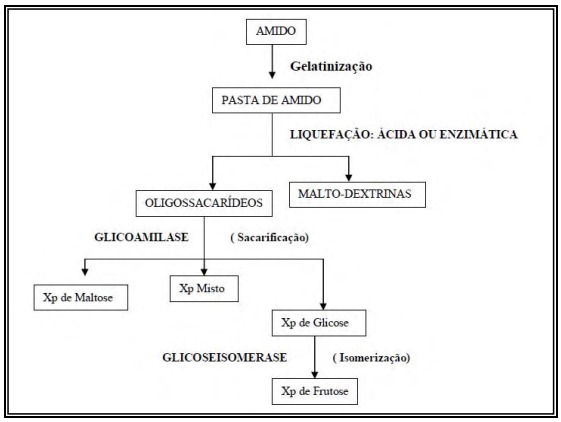 AMIDO
Gelatinização
PASTA DE AMIDO
LIQUEFAÇÃO: ÁCIDA OU ENZIMÁTICA
OLIGOSSACARÍDEOS
MALTO-DEXTRINAS
GLICOAMILASE ( Sacarificação)
Xp de Maltose
Xp Misto
Xp de Glicose
GLICOSEISOMERASE ( Isomerização)
Xp de Frutose